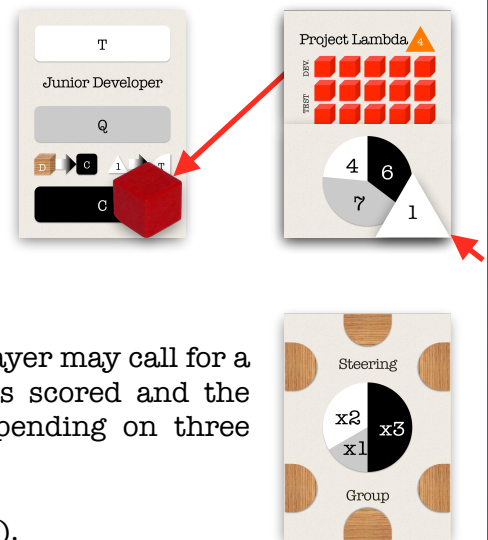 T
Junior Developer
Q
D C 1 T
C
Project Lambda 4
DEV.
TEST
4 6
7
1
ayer may call for a
s scored and the
pending on three
).
Steering
x2 x3
x1
Group